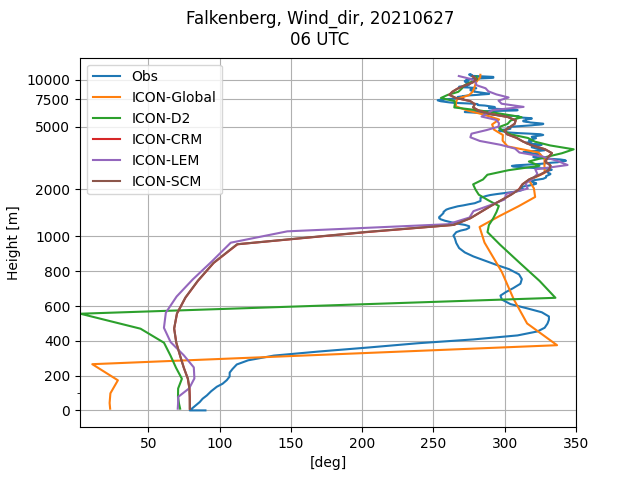 Falkenberg, Wind_dir, 20210627
06 UTC
Obs
ICON-Global
ICON-D2
ICON-CRM
ICON-LEM
ICON-SCM
Height [m]
10000
7500
5000
2000
1000
800
600
400
200
0
50 100 150 200 250 300 350
[deg]